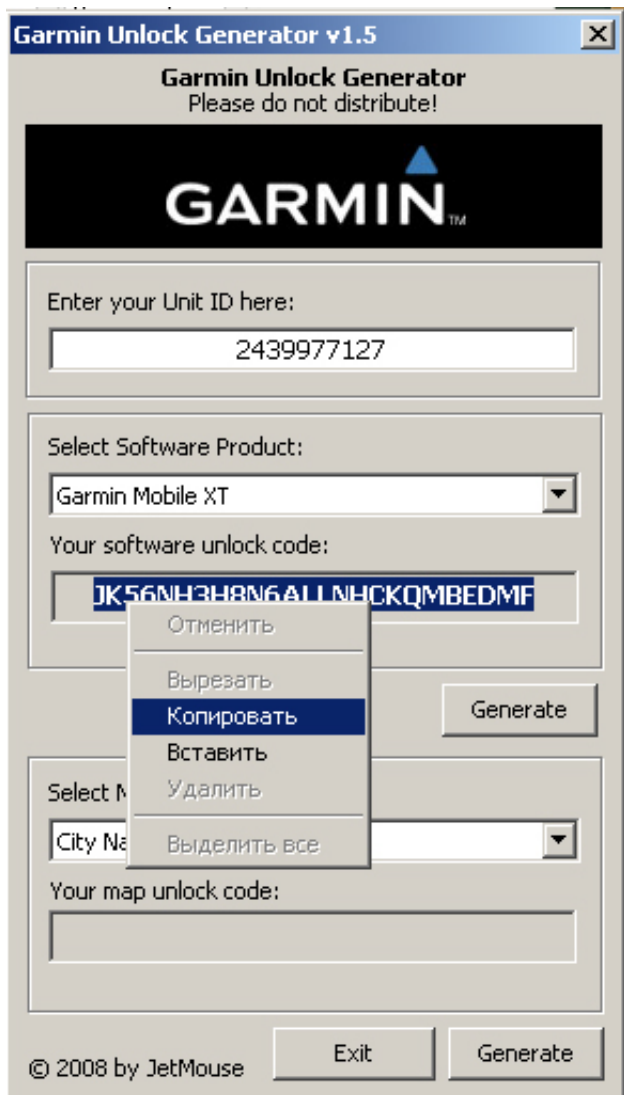 Garmin Unlock Generator v1.5
Garmin Unlock Generator
Please do not distribute!
GARMIN™
Enter your Unit ID here:
2439977127
Select Software Product:
Garmin Mobile XT
Your software unlock code:
JK56NH3H8N6ALLNHCKQMBEDMF
Отменить
Вырезать
Копировать
Generate
Вставить
Select
Удалить
City
Выделить все
Your map unlock code:
Exit
Generate
© 2008 by JetMouse